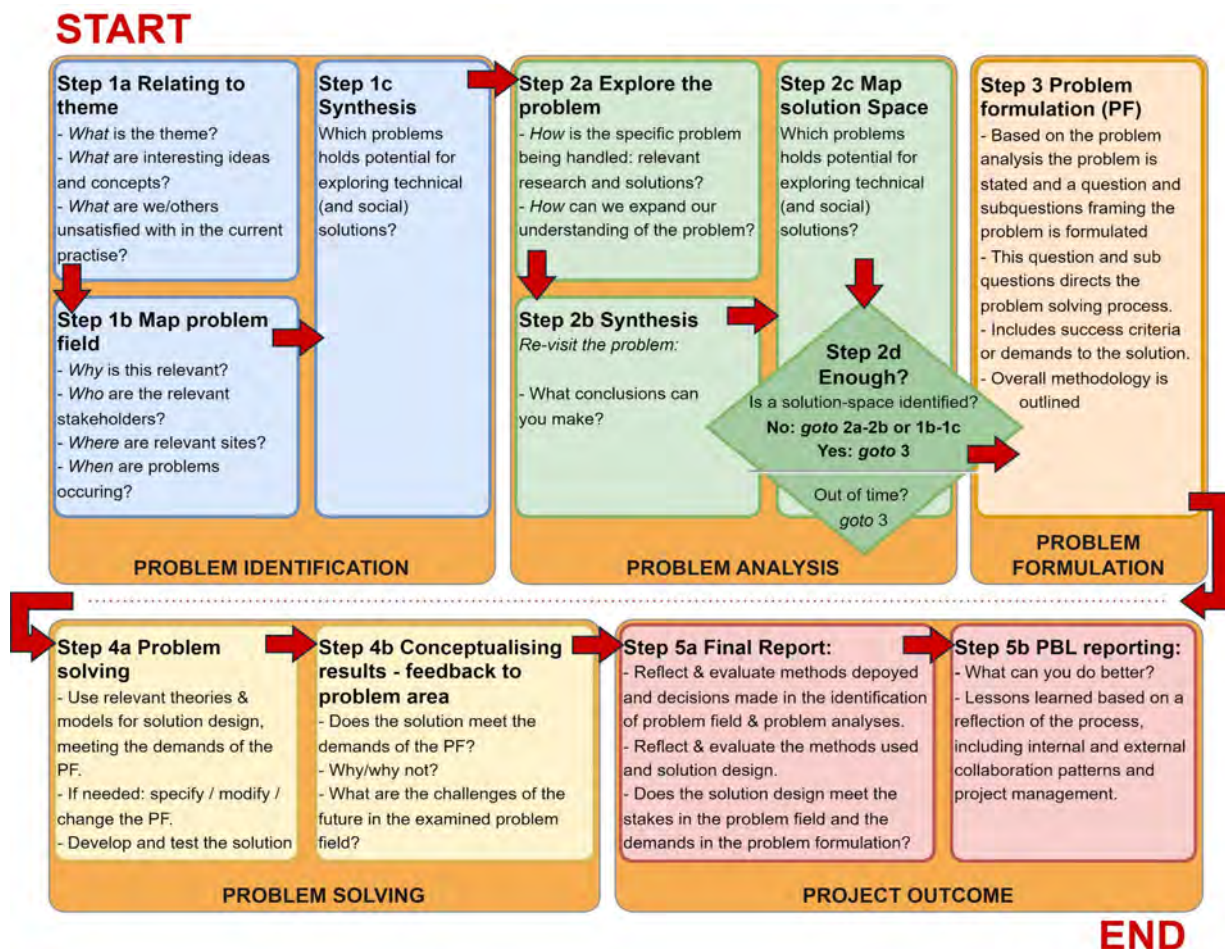 START
Step 1a Relating to
theme
- What is the theme?
- What are interesting ideas
and concepts?
- What are we/others
unsatisfied with in the current
practise?
Step 1b Map problem
field
- Why is this relevant?
- Who are the relevant
stakeholders?
- Where are relevant sites?
- When are problems
occuring?
Step 1c
Synthesis
Which problems
holds potential for
exploring technical
(and social)
solutions?
PROBLEM IDENTIFICATION
Step 2a Explore the
problem
- How is the specific problem
being handled: relevant
research and solutions?
- How can we expand our
understanding of the problem?
Step 2b Synthesis
Re-visit the problem:
- What conclusions can
you make?
Step 2c Map
solution Space
Which problems
holds potential for
exploring technical
(and social)
solutions?
Step 2d
Enough?
Is a solution-space identified?
No: goto 2a-2b or 1b-1c
Yes: goto 3
Out of time?
goto 3
PROBLEM ANALYSIS
Step 3 Problem
formulation (PF)
- Based on the problem
analysis the problem is
stated and a question and
subquestions framing the
problem is formulated
- This question and sub
questions directs the
problem solving process.
- Includes success criteria
or demands to the solution.
- Overall methodology is
outlined
PROBLEM
FORMULATION
Step 4a Problem
solving
- Use relevant theories &
models for solution design,
meeting the demands of the
PF.
- If needed: specify / modify /
change the PF.
- Develop and test the solution
Step 4b Conceptualising
results - feedback to
problem area
- Does the solution meet the
demands of the PF?
- Why/why not?
- What are the challenges of the
future in the examined problem
field?
PROBLEM SOLVING
Step 5a Final Report:
- Reflect & evaluate methods depoyed
and decisions made in the identification
of problem field & problem analyses.
- Reflect & evaluate the methods used
and solution design.
- Does the solution design meet the
stakes in the problem field and the
demands in the problem formulation?
Step 5b PBL reporting:
- What can you do better?
- Lessons learned based on a
reflection of the process,
including internal and external
collaboration patterns and
project management.
PROJECT OUTCOME
END